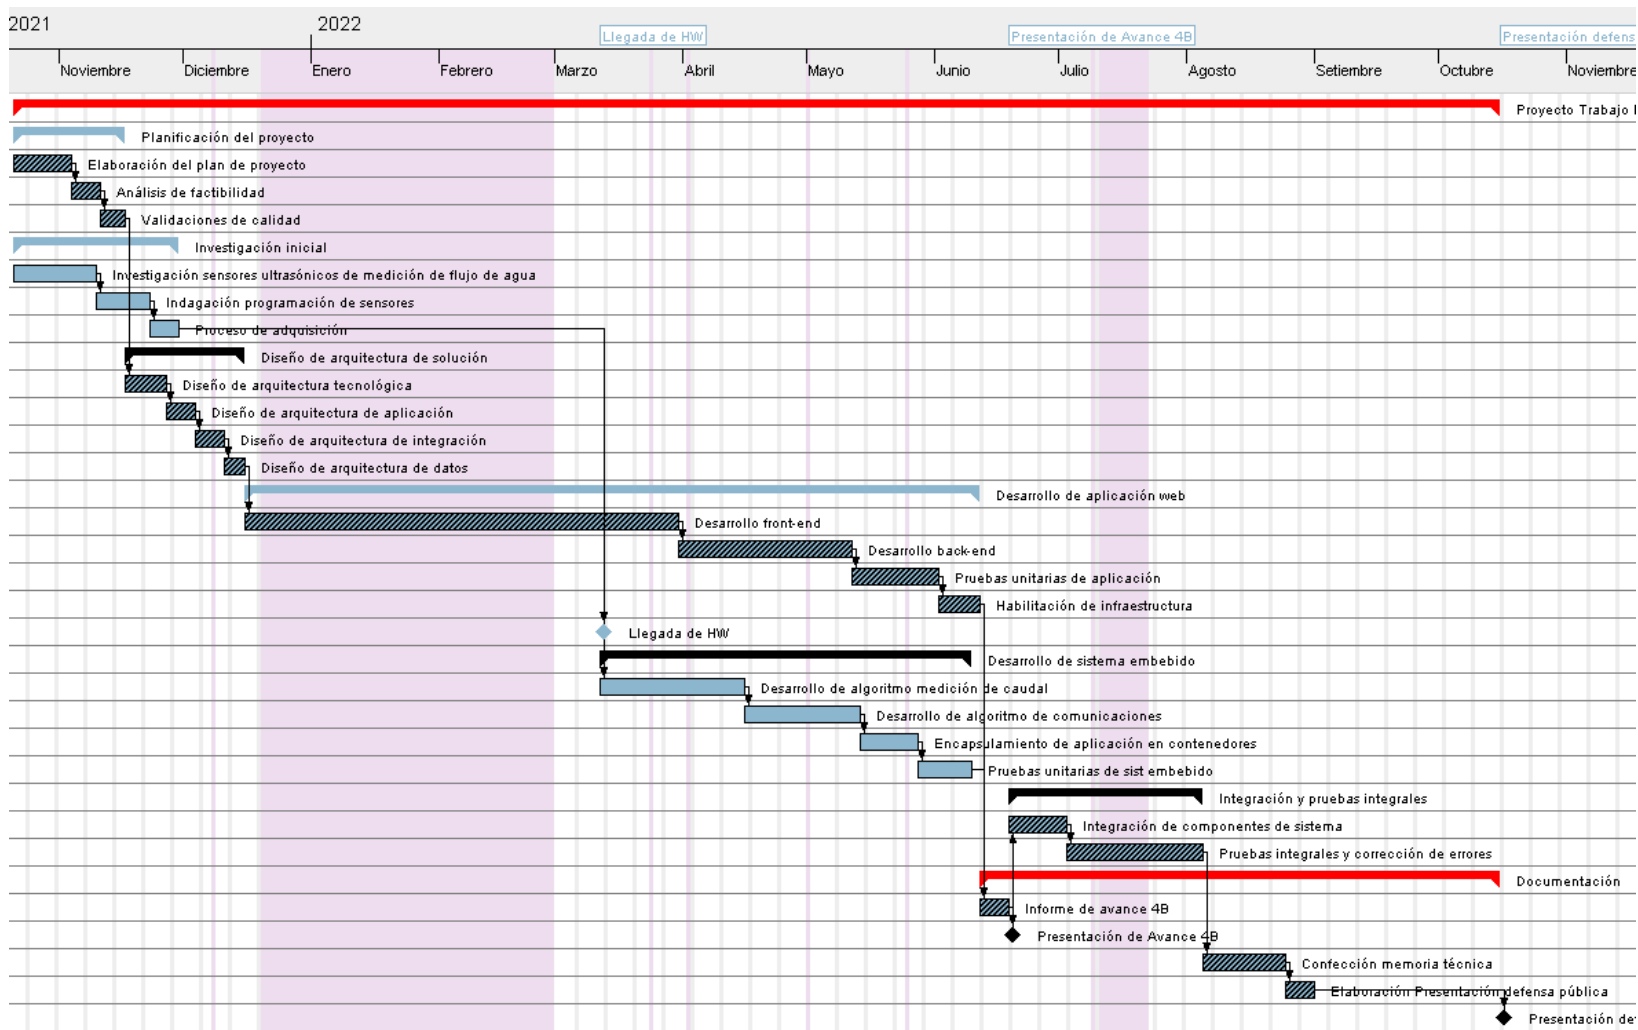 2021
2022
Llegada de HW
Presentación de Avance 4B
Presentación defens
Noviembre
Diciembre
Enero
Febrero
Marzo
Abril
Mayo
Junio
Julio
Agosto
Setiembre
Octubre
Noviembre
Proyecto Trabajo
Planificación del proyecto
Elaboración del plan de proyecto
Análisis de factibilidad
Validaciones de calidad
Investigación inicial
Investigación sensores ultrasónicos de medición de flujo de agua
Indagación programación de sensores
Proceso de adquisición
Diseño de arquitectura de solución
Diseño de arquitectura tecnológica
Diseño de arquitectura de aplicación
Diseño de arquitectura de integración
Diseño de arquitectura de datos
Desarrollo de aplicación web
Desarrollo front-end
Desarrollo back-end
Pruebas unitarias de aplicación
Habilitación de infraestructura
Llegada de HW
Desarrollo de sistema embebido
Desarrollo de algoritmo medición de caudal
Desarrollo de algoritmo de comunicaciones
Encapsulamiento de aplicación en contenedores
Pruebas unitarias de sist embebido
Integración y pruebas integrales
Integración de componentes de sistema
Pruebas integrales y corrección de errores
Documentación
Informe de avance 4B
Presentación de Avance 4B
Confección memoria técnica
Elaboración Presentación defensa pública
Presentación de